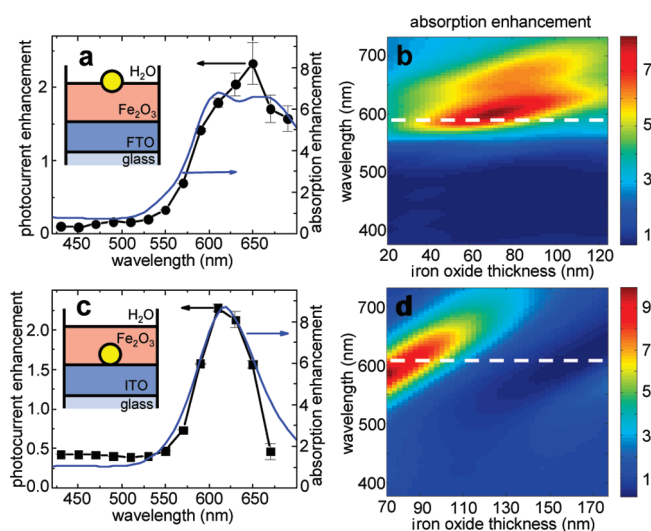 absorption enhancement
a
H₂O
Fe₂O₃
FTO
glass
photocurrent enhancement
2
1
0
absorption enhancement
8
6
4
2
0
450 500 550 600 650
wavelength (nm)
b
wavelength (nm)
700
600
500
400
20 40 60 80 100 120
iron oxide thickness (nm)
7
5
3
1
c
H₂O
Fe₂O₃
ITO
glass
photocurrent enhancement
2.0
1.5
1.0
0.5
0.0
absorption enhancement
8
6
4
2
0
450 500 550 600 650
wavelength (nm)
d
wavelength (nm)
700
600
500
400
70 90 110 130 150 170
iron oxide thickness (nm)
9
7
5
3
1